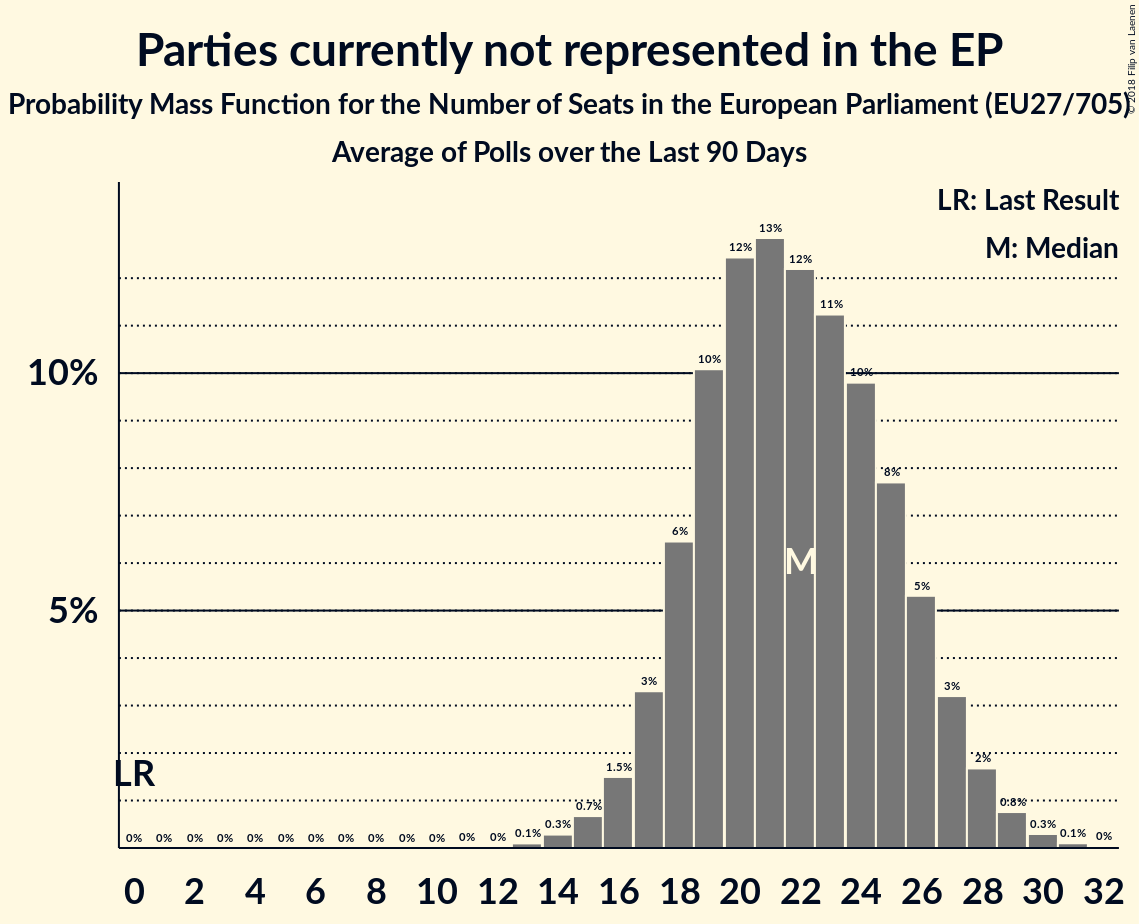 Parties currently not represented in the EP
Probability Mass Function for the Number of Seats in the European Parliament (EU27/705)
Average of Polls over the Last 90 Days
© 2018 Filip van Laenen
LR: Last Result
M: Median
10%
5%
LR
M
0% 0% 0% 0% 0% 0% 0% 0% 0% 0% 0% 0% 0% 0.1% 0.3% 0.7% 1.5% 3% 6% 10% 12% 13% 12% 11% 10% 8% 5% 3% 2% 0.8% 0.3% 0.1% 0%
0 2 4 6 8 10 12 14 16 18 20 22 24 26 28 30 32